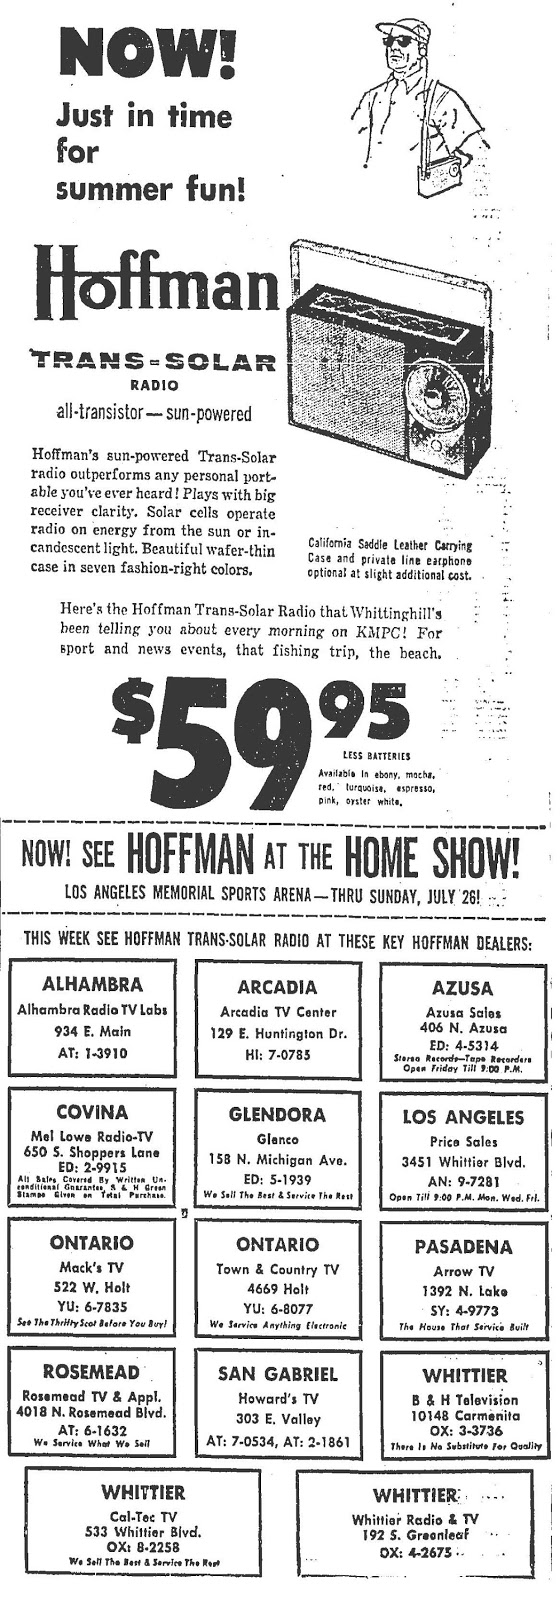 NOW!
Just in time
for
summer fun!
Hoffman
TRANS-SOLAR
RADIO
all-transistor — sun-powered
Hoffman's sun-powered Trans-Solar
radio outperforms any personal port-
able you've ever heard! Plays with big
receiver clarity. Solar cells operate
radio on energy from the sun or in-
candescent light. Beautiful wafer-thin
case in seven fashion-right colors.
California Saddle Leather Carrying
Case and private line earphone
optional at slight additional cost.
Here's the Hoffman Trans-Solar Radio that Whittinghill's
been telling you about every morning on KMPC! For
sport and news events, that fishing trip, the beach.
$59 95
LESS BATTERIES
Available in ebony, mocha,
red, turquoise, espresso,
pink, oyster white.
NOW! SEE HOFFMAN AT THE HOME SHOW!
LOS ANGELES MEMORIAL SPORTS ARENA — THRU SUNDAY, JULY 26!
THIS WEEK SEE HOFFMAN TRANS-SOLAR RADIO AT THESE KEY HOFFMAN DEALERS:
ALHAMBRA
Alhambra Radio TV Labs
934 E. Main
AT: 1-3910
ARCADIA
Arcadia TV Center
129 E. Huntington Dr.
HI: 7-0785
AZUSA
Azusa Sales
406 N. Azusa
ED: 4-5314
Stereo Records—Tape Recorders
Open Friday Till 9:00 P.M.
COVINA
Mel Lowe Radio-TV
650 S. Shoppers Lane
ED: 2-9915
All Sales Covered By Written Un-
conditional Guarantee, S & H Green
Stamps Given on Total Purchase.
GLENDORA
Glenco
158 N. Michigan Ave.
ED: 5-1939
We Sell The Best & Service The Rest
LOS ANGELES
Price Sales
3451 Whittier Blvd.
AN: 9-7281
Open Till 9:00 P.M. Mon. Wed. Fri.
ONTARIO
Mack's TV
522 W. Holt
YU: 6-7835
See The Thrifty Scot Before You Buy!
ONTARIO
Town & Country TV
4669 Holt
YU: 6-8077
We Service Anything Electronic
PASADENA
Arrow TV
1392 N. Lake
SY: 4-9773
The House That Service Built
ROSEMEAD
Rosemead TV & Appl.
4018 N. Rosemead Blvd.
AT: 6-1632
We Service What We Sell
SAN GABRIEL
Howard's TV
303 E. Valley
AT: 7-0534, AT: 2-1861
WHITTIER
B & H Television
10148 Carmenita
OX: 3-3736
There Is No Substitute For Quality
WHITTIER
Cal-Tec TV
533 Whittier Blvd.
OX: 8-2258
We Sell The Best & Service The Rest
WHITTIER
Whittier Radio & TV
192 S. Greenleaf
OX: 4-2675